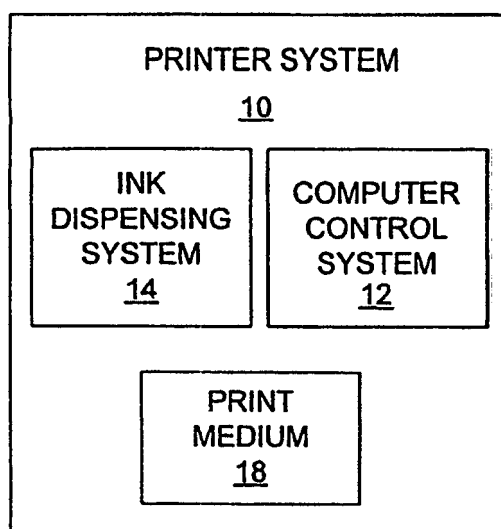 PRINTER SYSTEM
10
INK
DISPENSING
SYSTEM
14
COMPUTER
CONTROL
SYSTEM
12
PRINT
MEDIUM
18